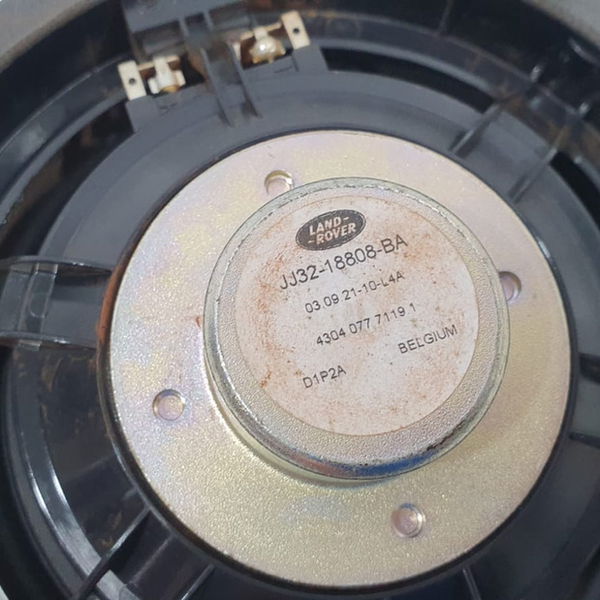 LAND-
-ROVER
JJ32-18808-BA
03.09 21-10-L4A
4304 077 7119 1
BELGIUM
D1P2A